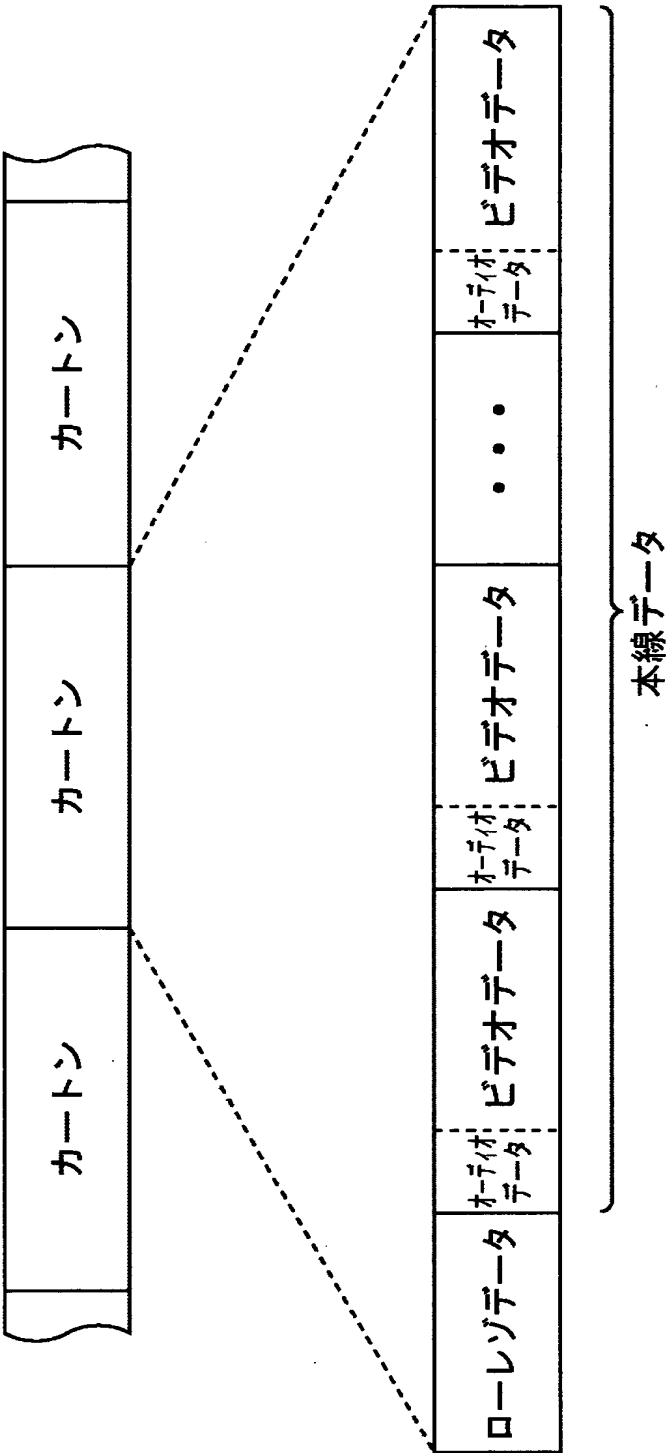 カートン
カートン
カートン
ローレゾデータ
オーディオ
データ
ビデオデータ
オーディオ
データ
ビデオデータ
・・・
オーディオ
データ
ビデオデータ
本線データ